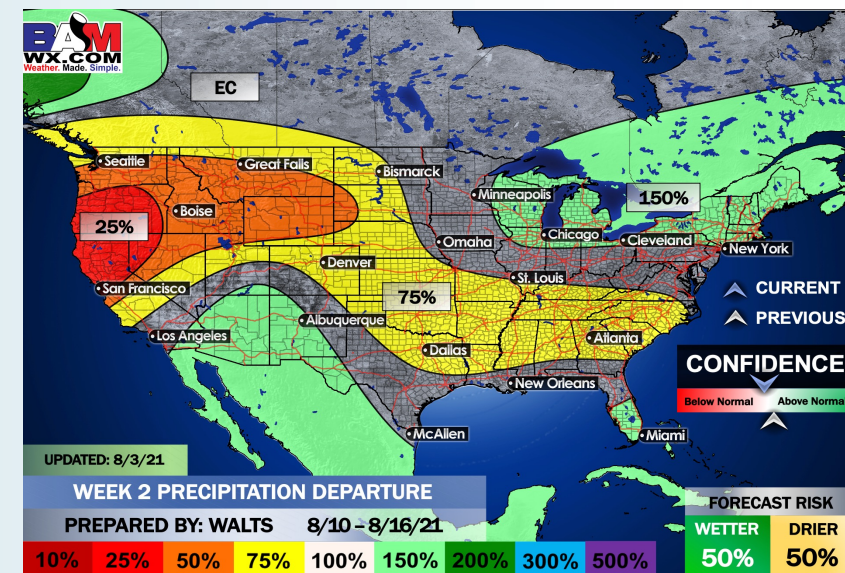 BAM
WX.COM
Weather. Made. Simple.
EC
Seattle
Great Falls
Bismarck
Minneapolis
150%
Boise
25%
Omaha
Chicago
Cleveland
New York
Denver
St. Louis
San Francisco
75%
CURRENT
PREVIOUS
Los Angeles
Albuquerque
Atlanta
Dallas
New Orleans
CONFIDENCE
Below Normal
Above Norma
McAllen
Miami
UPDATED: 8/3/21
WEEK 2 PRECIPITATION DEPARTURE
PREPARED BY: WALTS 8/10 – 8/16/21
FORECAST RISK
WETTER DRIER
50% 50%
10% 25% 50% 75% 100% 150% 200% 300% 500%